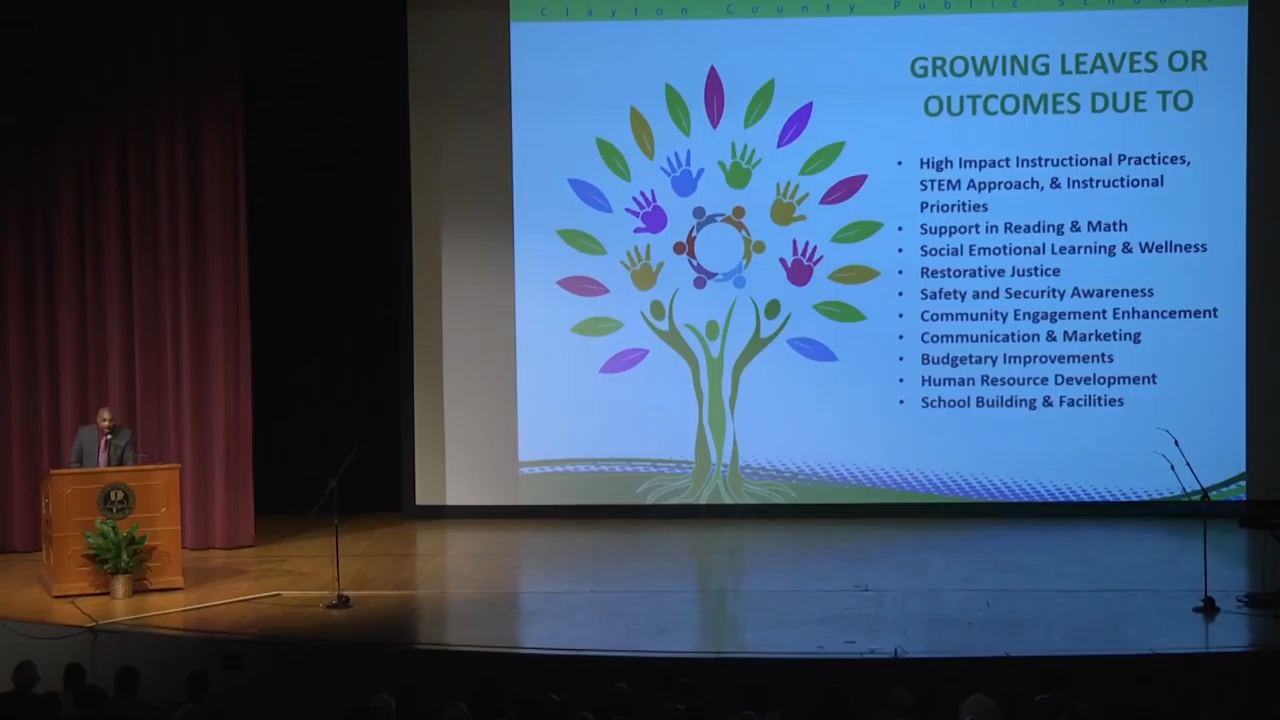 Clayton County Public Schools
GROWING LEAVES OR
OUTCOMES DUE TO
• High Impact Instructional Practices,
STEM Approach, & Instructional
Priorities
• Support in Reading & Math
• Social Emotional Learning & Wellness
• Restorative Justice
• Safety and Security Awareness
• Community Engagement Enhancement
• Communication & Marketing
• Budgetary Improvements
• Human Resource Development
• School Building & Facilities